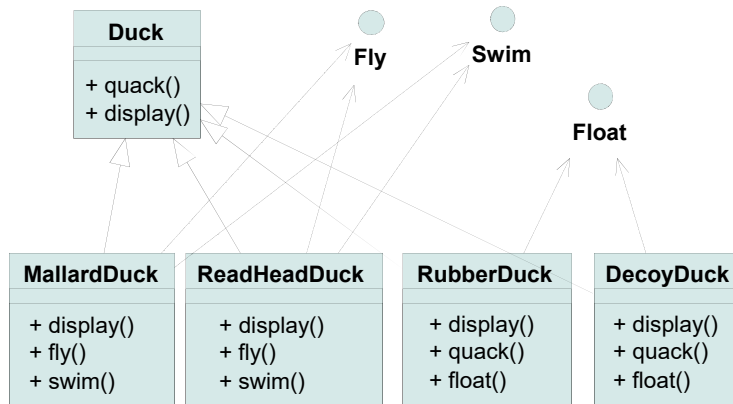 Duck
+ quack()
+ display()
Fly
Swim
Float
MallardDuck
+ display()
+ fly()
+ swim()
ReadHeadDuck
+ display()
+ fly()
+ swim()
RubberDuck
+ display()
+ quack()
+ float()
DecoyDuck
+ display()
+ quack()
+ float()